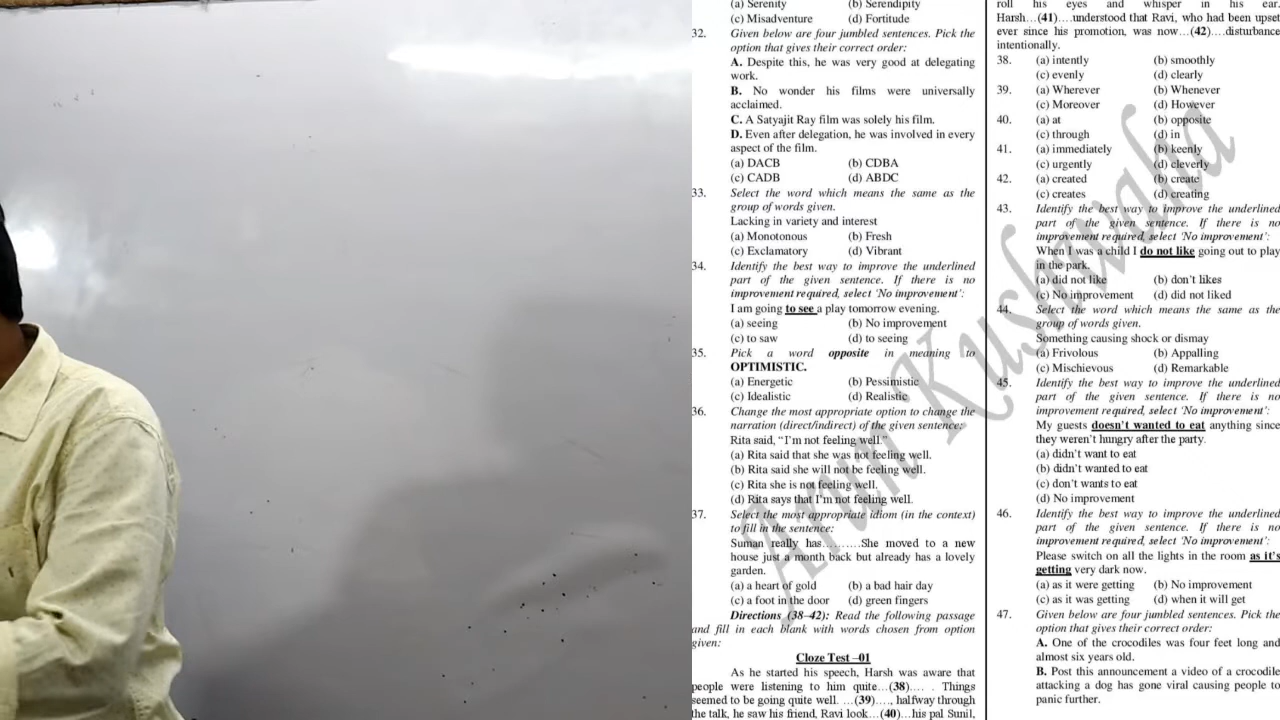 (a) Serenity (b) Serendipity
(c) Misadventure (d) Fortitude
32. Given below are four jumbled sentences. Pick the
option that gives their correct order:
A. Despite this, he was very good at delegating
work.
B. No wonder his films were universally
acclaimed.
C. A Satyajit Ray film was solely his film.
D. Even after delegation, he was involved in every
aspect of the film.
(a) DACB (b) CDBA
(c) CADB (d) ABDC
33. Select the word which means the same as the
group of words given.
Lacking in variety and interest
(a) Monotonous (b) Fresh
(c) Exclamatory (d) Vibrant
34. Identify the best way to improve the underlined
part of the given sentence. If there is no
improvement required, select ‘No improvement’:
I am going to see a play tomorrow evening.
(a) seeing (b) No improvement
(c) to saw (d) to seeing
35. Pick a word opposite in meaning to
OPTIMISTIC.
(a) Energetic (b) Pessimistic
(c) Idealistic (d) Realistic
36. Change the most appropriate option to change the
narration (direct/indirect) of the given sentence:
Rita said, “I’m not feeling well.”
(a) Rita said that she was not feeling well.
(b) Rita said she will not be feeling well.
(c) Rita she is not feeling well.
(d) Rita says that I’m not feeling well.
37. Select the most appropriate idiom (in the context)
to fill in the sentence:
Suman really has.........She moved to a new
house just a month back but already has a lovely
garden.
(a) a heart of gold (b) a bad hair day
(c) a foot in the door (d) green fingers
Directions (38–42): Read the following passage
and fill in each blank with words chosen from option
given:
Cloze Test –01
As he started his speech, Harsh was aware that
people were listening to him quite...(38).... . Things
seemed to be going quite well. ...(39)...., halfway through
the talk, he saw his friend, Ravi look...(40)...his pal Sunil,
roll his eyes and whisper in his ear.
Harsh...(41)....understood that Ravi, who had been upset
ever since his promotion, was now...(42)....disturbance
intentionally.
38. (a) intently (b) smoothly
(c) evenly (d) clearly
39. (a) Wherever (b) Whenever
(c) Moreover (d) However
40. (a) at (b) opposite
(c) through (d) in
41. (a) immediately (b) keenly
(c) urgently (d) cleverly
42. (a) created (b) create
(c) creates (d) creating
43. Identify the best way to improve the underlined
part of the given sentence. If there is no
improvement required, select ‘No improvement’:
When I was a child I do not like going out to play
in the park.
(a) did not like (b) don’t likes
(c) No improvement (d) did not liked
44. Select the word which means the same as the
group of words given.
Something causing shock or dismay
(a) Frivolous (b) Appalling
(c) Mischievous (d) Remarkable
45. Identify the best way to improve the underlined
part of the given sentence. If there is no
improvement required, select ‘No improvement’:
My guests doesn’t wanted to eat anything since
they weren’t hungry after the party.
(a) didn’t want to eat
(b) didn’t wanted to eat
(c) don’t wants to eat
(d) No improvement
46. Identify the best way to improve the underlined
part of the given sentence. If there is no
improvement required, select ‘No improvement’:
Please switch on all the lights in the room as it’s
getting very dark now.
(a) as it were getting (b) No improvement
(c) as it was getting (d) when it will get
47. Given below are four jumbled sentences. Pick the
option that gives their correct order:
A. One of the crocodiles was four feet long and
almost six years old.
B. Post this announcement a video of a crocodile
attacking a dog has gone viral causing people to
panic further.
Arun Kushwaha